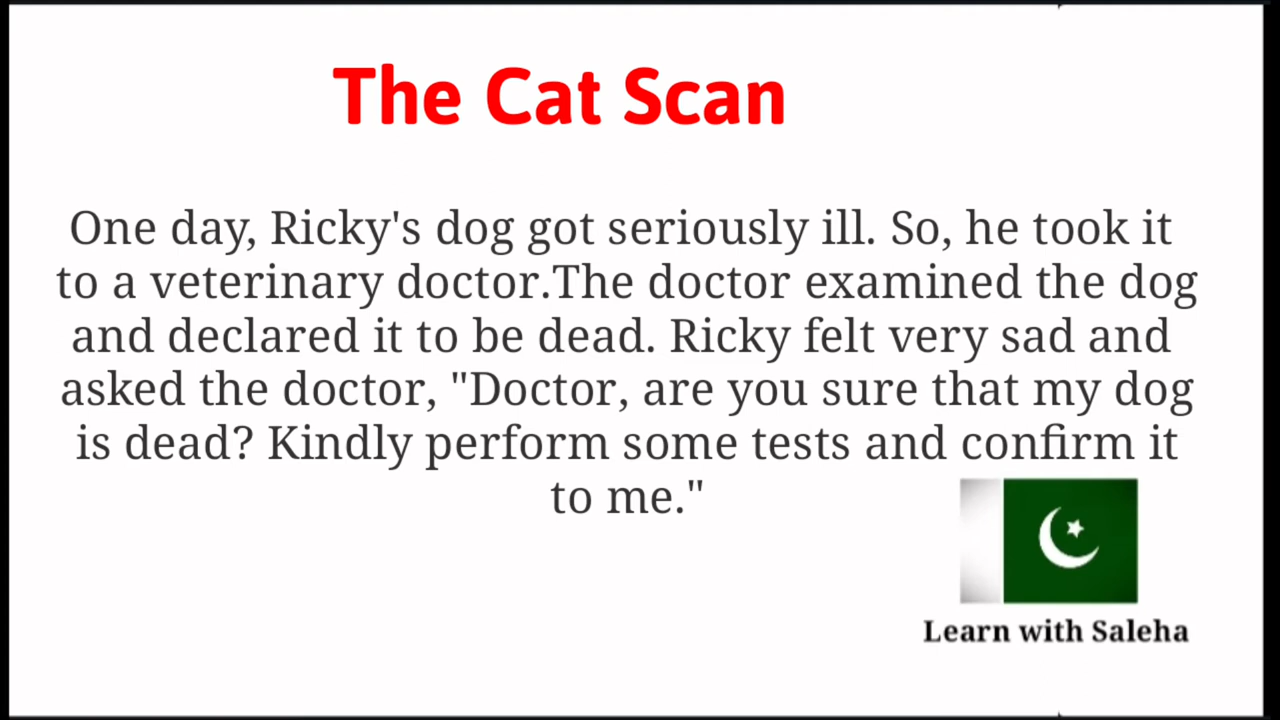 The Cat Scan
One day, Ricky's dog got seriously ill. So, he took it
to a veterinary doctor.The doctor examined the dog
and declared it to be dead. Ricky felt very sad and
asked the doctor, "Doctor, are you sure that my dog
is dead? Kindly perform some tests and confirm it
to me."
Learn with Saleha